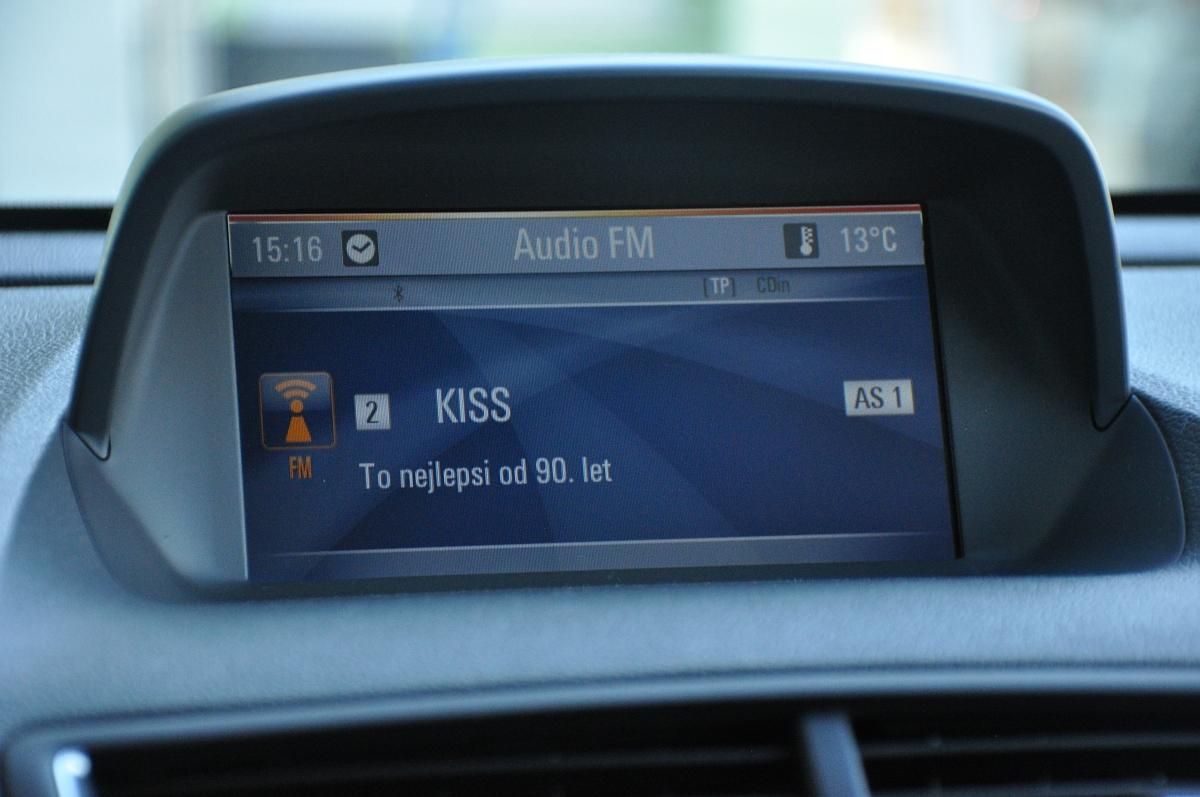 15:16 Audio FM 13°C
[TP] CDin
2 KISS AS 1
FM To nejlepsi od 90. let